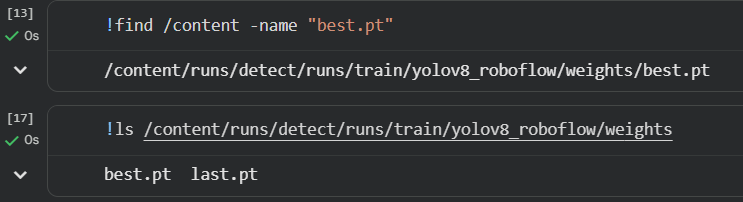 [13]
0s
!find /content -name "best.pt"
/content/runs/detect/runs/train/yolov8_roboflow/weights/best.pt
[17]
0s
!ls /content/runs/detect/runs/train/yolov8_roboflow/weights
best.pt  last.pt